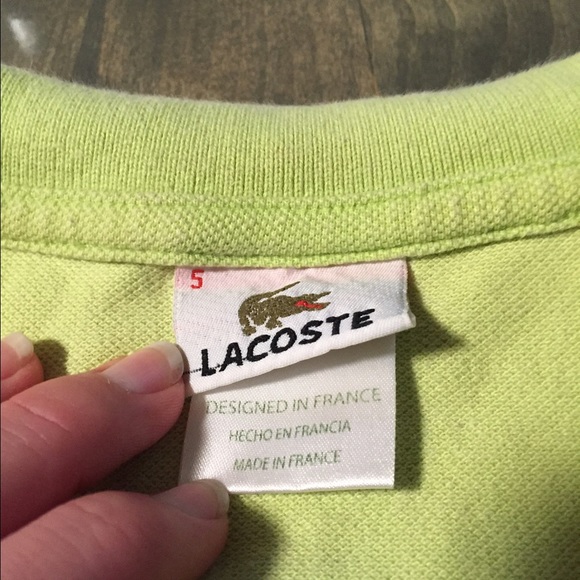 5
LACOSTE
DESIGNED IN FRANCE
HECHO EN FRANCIA
MADE IN FRANCE